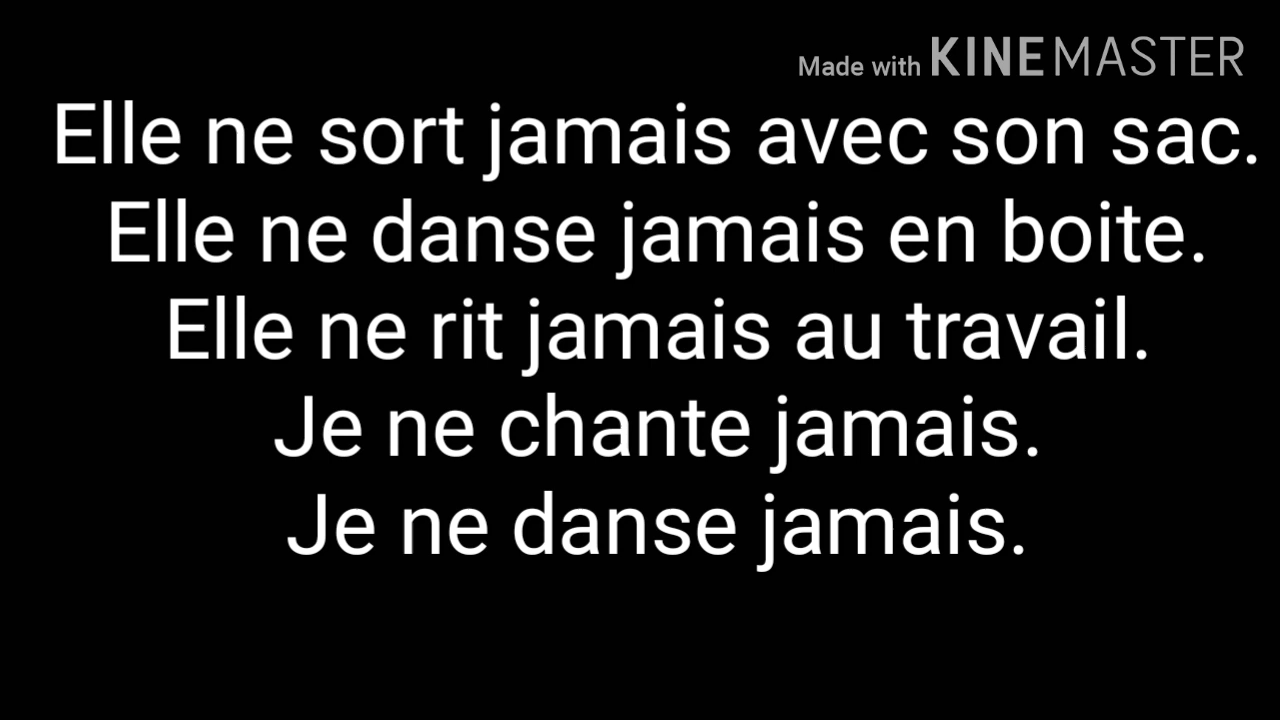 Made with KINEMASTER
Elle ne sort jamais avec son sac.
Elle ne danse jamais en boite.
Elle ne rit jamais au travail.
Je ne chante jamais.
Je ne danse jamais.